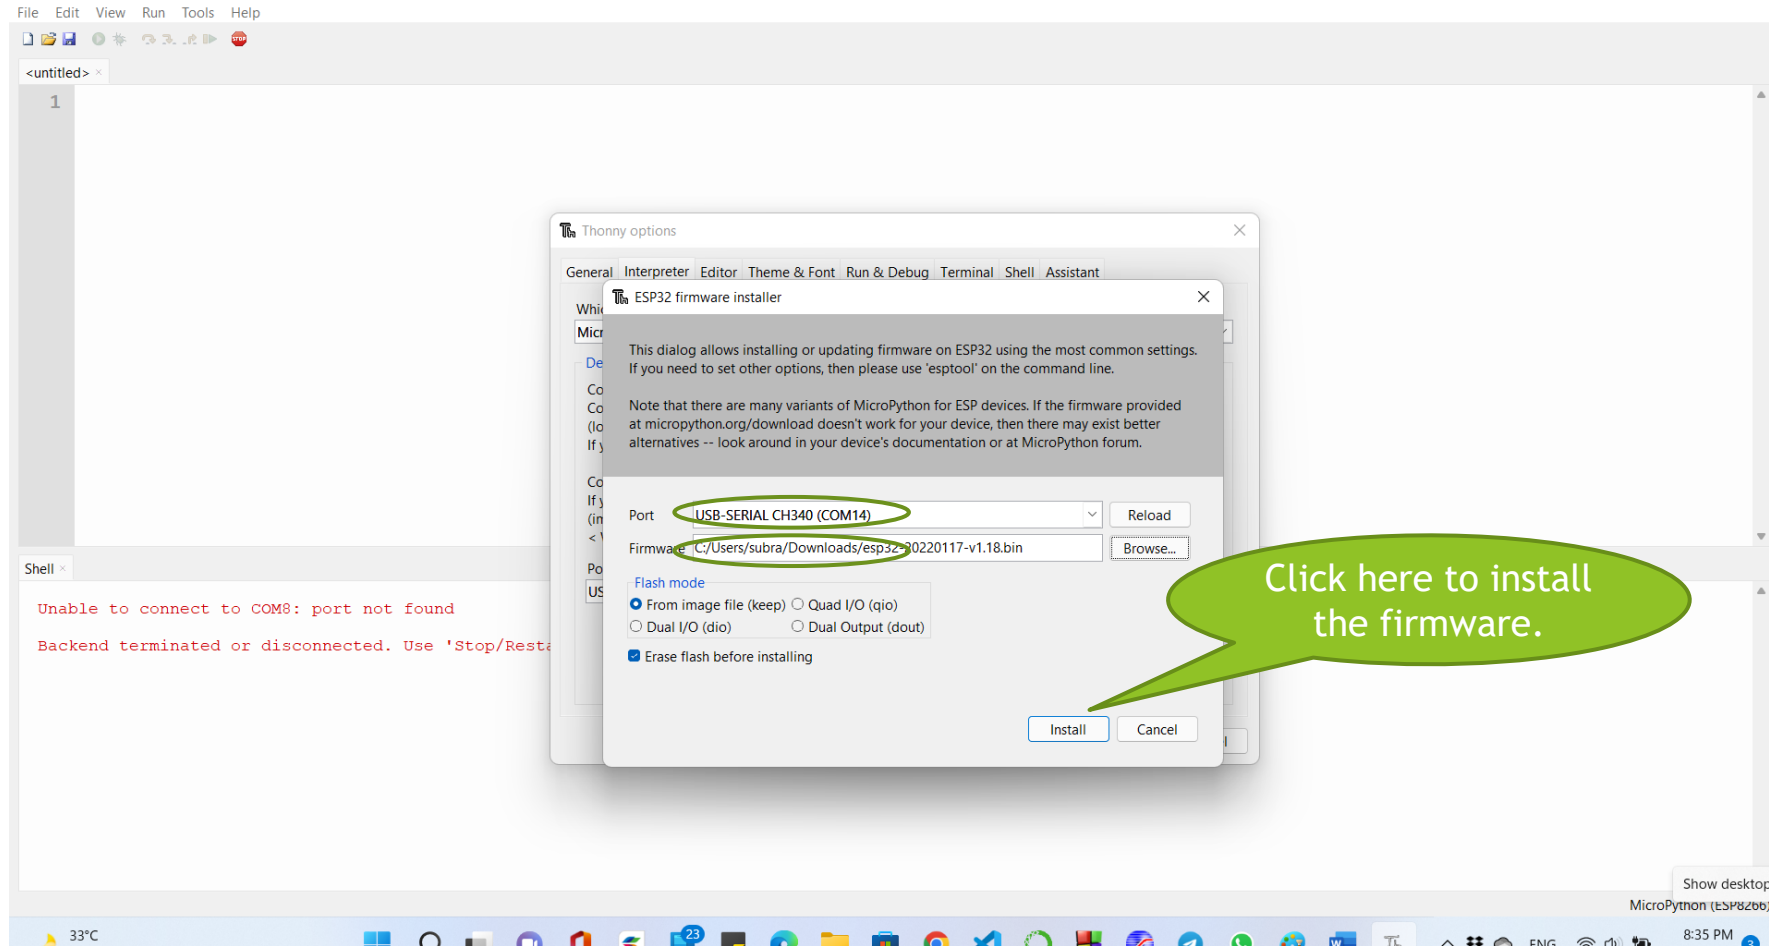 File Edit View Run Tools Help
<untitled> ×
1
Thonny options
General Interpreter Editor Theme & Font Run & Debug Terminal Shell Assistant
ESP32 firmware installer
This dialog allows installing or updating firmware on ESP32 using the most common settings.
If you need to set other options, then please use 'esptool' on the command line.
Note that there are many variants of MicroPython for ESP devices. If the firmware provided
at micropython.org/download doesn't work for your device, then there may exist better
alternatives -- look around in your device's documentation or at MicroPython forum.
Port USB-SERIAL CH340 (COM14) Reload
Firmware C:/Users/subra/Downloads/esp32-20220117-v1.18.bin Browse...
Flash mode
From image file (keep) Quad I/O (qio)
Dual I/O (dio) Dual Output (dout)
Erase flash before installing
Install Cancel
Click here to install
the firmware.
Shell ×
Unable to connect to COM8: port not found
Backend terminated or disconnected. Use 'Stop/Resta
Show desktop
MicroPython (ESP8266)
33°C
23
ENG
8:35 PM
3